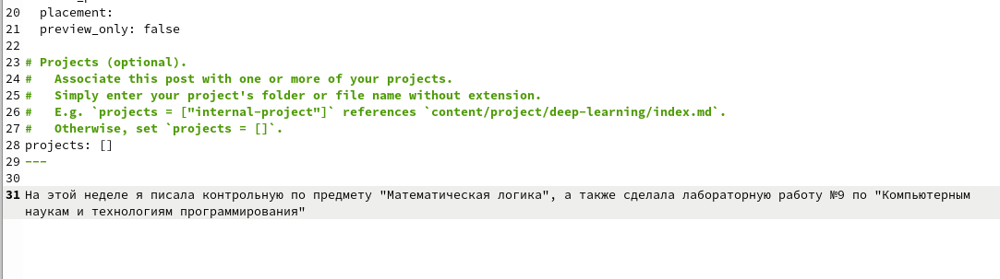 20 placement:
21 preview_only: false
22
23 # Projects (optional).
24 #   Associate this post with one or more of your projects.
25 #   Simply enter your project's folder or file name without extension.
26 #   E.g. `projects = ["internal-project"]` references `content/project/deep-learning/index.md`.
27 #   Otherwise, set `projects = []`.
28 projects: []
29 ---
30
31 На этой неделе я писала контрольную по предмету "Математическая логика", а также сделала лабораторную работу №9 по "Компьютерным
наукам и технологиям программирования"